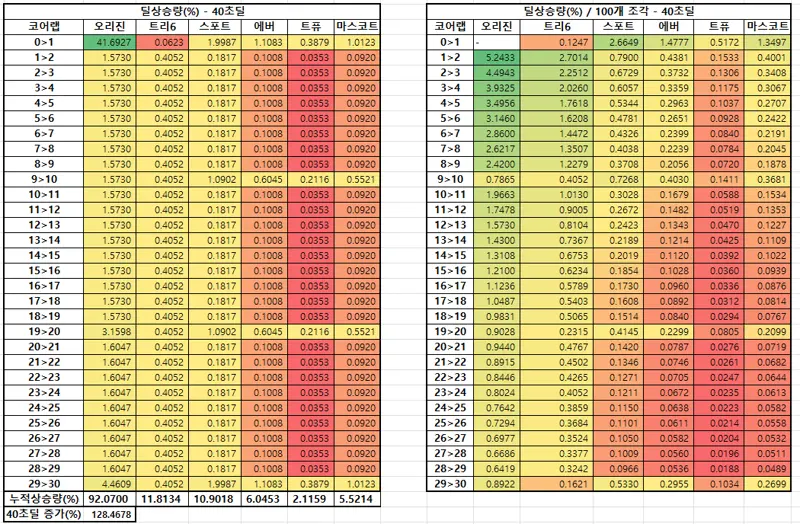 딜상승량(%) - 40초딜
코어랩 오리진 트리6 스포트 에버 트퓨 마스코트
0>1 41.6927 0.0623 1.9987 1.1083 0.3879 1.0123
1>2 1.5730 0.4052 0.1817 0.1008 0.0353 0.0920
2>3 1.5730 0.4052 0.1817 0.1008 0.0353 0.0920
3>4 1.5730 0.4052 0.1817 0.1008 0.0353 0.0920
4>5 1.5730 0.4052 0.1817 0.1008 0.0353 0.0920
5>6 1.5730 0.4052 0.1817 0.1008 0.0353 0.0920
6>7 1.5730 0.4052 0.1817 0.1008 0.0353 0.0920
7>8 1.5730 0.4052 0.1817 0.1008 0.0353 0.0920
8>9 1.5730 0.4052 0.1817 0.1008 0.0353 0.0920
9>10 1.5730 0.4052 1.0902 0.6045 0.2116 0.5521
10>11 1.5730 0.4052 0.1817 0.1008 0.0353 0.0920
11>12 1.5730 0.4052 0.1817 0.1008 0.0353 0.0920
12>13 1.5730 0.4052 0.1817 0.1008 0.0353 0.0920
13>14 1.5730 0.4052 0.1817 0.1008 0.0353 0.0920
14>15 1.5730 0.4052 0.1817 0.1008 0.0353 0.0920
15>16 1.5730 0.4052 0.1817 0.1008 0.0353 0.0920
16>17 1.5730 0.4052 0.1817 0.1008 0.0353 0.0920
17>18 1.5730 0.4052 0.1817 0.1008 0.0353 0.0920
18>19 1.5730 0.4052 0.1817 0.1008 0.0353 0.0920
19>20 3.1598 0.4052 1.0902 0.6045 0.2116 0.5521
20>21 1.6047 0.4052 0.1817 0.1008 0.0353 0.0920
21>22 1.6047 0.4052 0.1817 0.1008 0.0353 0.0920
22>23 1.6047 0.4052 0.1817 0.1008 0.0353 0.0920
23>24 1.6047 0.4052 0.1817 0.1008 0.0353 0.0920
24>25 1.6047 0.4052 0.1817 0.1008 0.0353 0.0920
25>26 1.6047 0.4052 0.1817 0.1008 0.0353 0.0920
26>27 1.6047 0.4052 0.1817 0.1008 0.0353 0.0920
27>28 1.6047 0.4052 0.1817 0.1008 0.0353 0.0920
28>29 1.6047 0.4052 0.1817 0.1008 0.0353 0.0920
29>30 4.4609 0.4052 1.9987 1.1083 0.3879 1.0123
누적상승량(%) 92.0700 11.8134 10.9018 6.0453 2.1159 5.5214
40초딜 증가(%) 128.4678
딜상승량(%) / 100개 조각 - 40초딜
코어랩 오리진 트리6 스포트 에버 트퓨 마스코트
0>1 - 0.1247 2.6649 1.4777 0.5172 1.3497
1>2 5.2433 2.7014 0.7900 0.4381 0.1533 0.4001
2>3 4.4943 2.2512 0.6729 0.3732 0.1306 0.3408
3>4 3.9325 2.0260 0.6057 0.3359 0.1175 0.3067
4>5 3.4956 1.7618 0.5344 0.2963 0.1037 0.2707
5>6 3.1460 1.6208 0.4781 0.2651 0.0928 0.2422
6>7 2.8600 1.4472 0.4326 0.2399 0.0840 0.2191
7>8 2.6217 1.3507 0.4038 0.2239 0.0784 0.2045
8>9 2.4200 1.2279 0.3708 0.2056 0.0720 0.1878
9>10 0.7865 0.4052 0.7268 0.4030 0.1411 0.3681
10>11 1.9663 1.0130 0.3028 0.1679 0.0588 0.1534
11>12 1.7478 0.9005 0.2672 0.1482 0.0519 0.1353
12>13 1.5730 0.8104 0.2423 0.1343 0.0470 0.1227
13>14 1.4300 0.7367 0.2189 0.1214 0.0425 0.1109
14>15 1.3108 0.6753 0.2019 0.1120 0.0392 0.1022
15>16 1.2100 0.6234 0.1854 0.1028 0.0360 0.0939
16>17 1.1236 0.5789 0.1730 0.0960 0.0336 0.0876
17>18 1.0487 0.5403 0.1608 0.0892 0.0312 0.0814
18>19 0.9831 0.5065 0.1514 0.0840 0.0294 0.0767
19>20 0.9028 0.2315 0.4145 0.2299 0.0805 0.2099
20>21 0.9440 0.4767 0.1420 0.0787 0.0276 0.0719
21>22 0.8915 0.4502 0.1346 0.0746 0.0261 0.0682
22>23 0.8446 0.4265 0.1271 0.0705 0.0247 0.0644
23>24 0.8024 0.4052 0.1211 0.0672 0.0235 0.0613
24>25 0.7642 0.3859 0.1150 0.0638 0.0223 0.0582
25>26 0.7294 0.3684 0.1101 0.0611 0.0214 0.0558
26>27 0.6977 0.3524 0.1050 0.0582 0.0204 0.0532
27>28 0.6686 0.3377 0.1009 0.0560 0.0196 0.0511
28>29 0.6419 0.3242 0.0966 0.0536 0.0188 0.0489
29>30 0.8922 0.1621 0.5330 0.2955 0.1034 0.2699